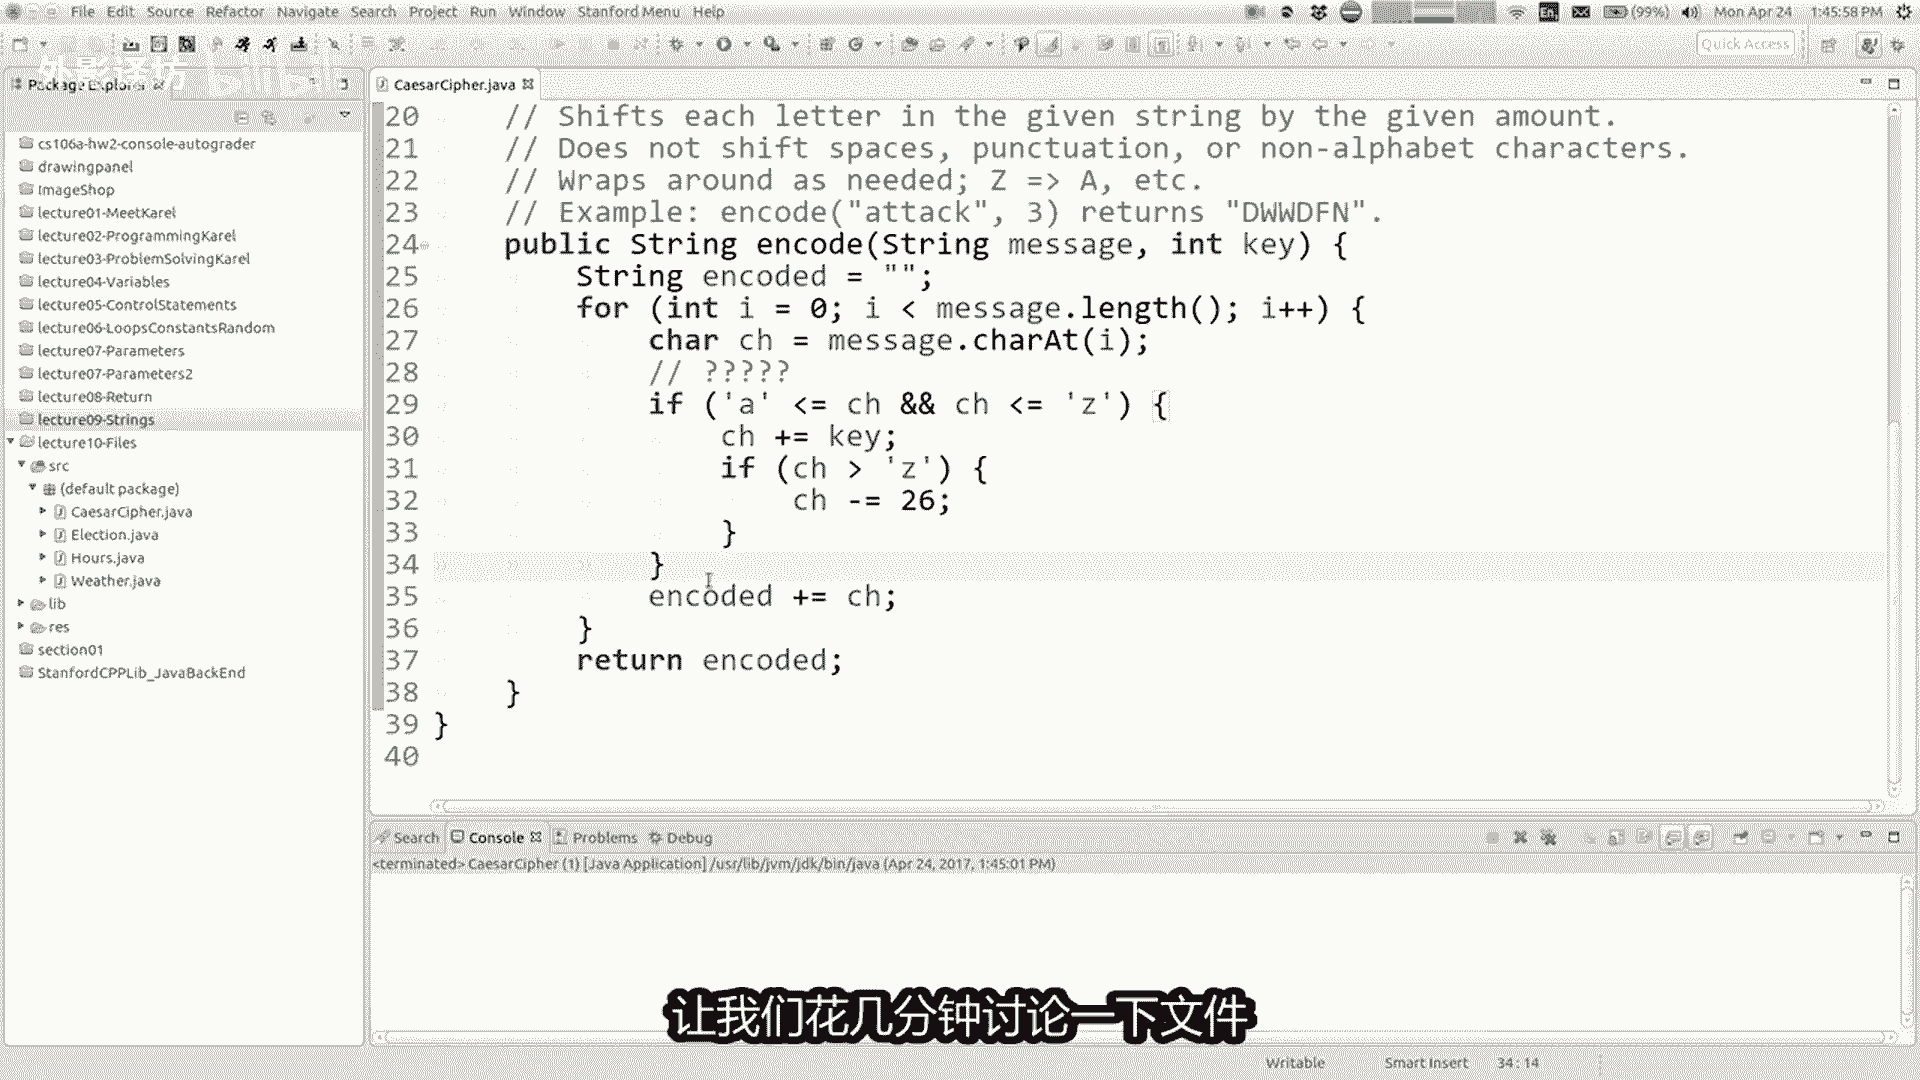 File Edit Source Refactor Navigate Search Project Run Window Stanford Menu Help
En (99%) Mon Apr 24 1:45:58 PM
Quick Access
外影译坊 bilibili
Package Explorer
CaesarCipher.java
cs106a-hw2-console-autograder
drawingpanel
ImageShop
lecture01-MeetKarel
lecture02-ProgrammingKarel
lecture03-ProblemSolvingKarel
lecture04-Variables
lecture05-ControlStatements
lecture06-LoopsConstantsRandom
lecture07-Parameters
lecture07-Parameters2
lecture08-Return
lecture09-Strings
lecture10-Files
src
(default package)
CaesarCipher.java
Election.java
Hours.java
Weather.java
lib
res
section01
StanfordCPPLib_JavaBackEnd
20 // Shifts each letter in the given string by the given amount.
21 // Does not shift spaces, punctuation, or non-alphabet characters.
22 // Wraps around as needed; Z => A, etc.
23 // Example: encode("attack", 3) returns "DWWDFN".
24 public String encode(String message, int key) {
25 String encoded = "";
26 for (int i = 0; i < message.length(); i++) {
27 char ch = message.charAt(i);
28 // ?????
29 if ('a' <= ch && ch <= 'z') {
30 ch += key;
31 if (ch > 'z') {
32 ch -= 26;
33 }
34 }
35 encoded += ch;
36 }
37 return encoded;
38 }
39 }
40
Search Console Problems Debug
<terminated> CaesarCipher (1) [Java Application] /usr/lib/jvm/jdk/bin/java (Apr 24, 2017, 1:45:01 PM)
让我们花几分钟讨论一下文件
Writable Smart Insert 34 : 14